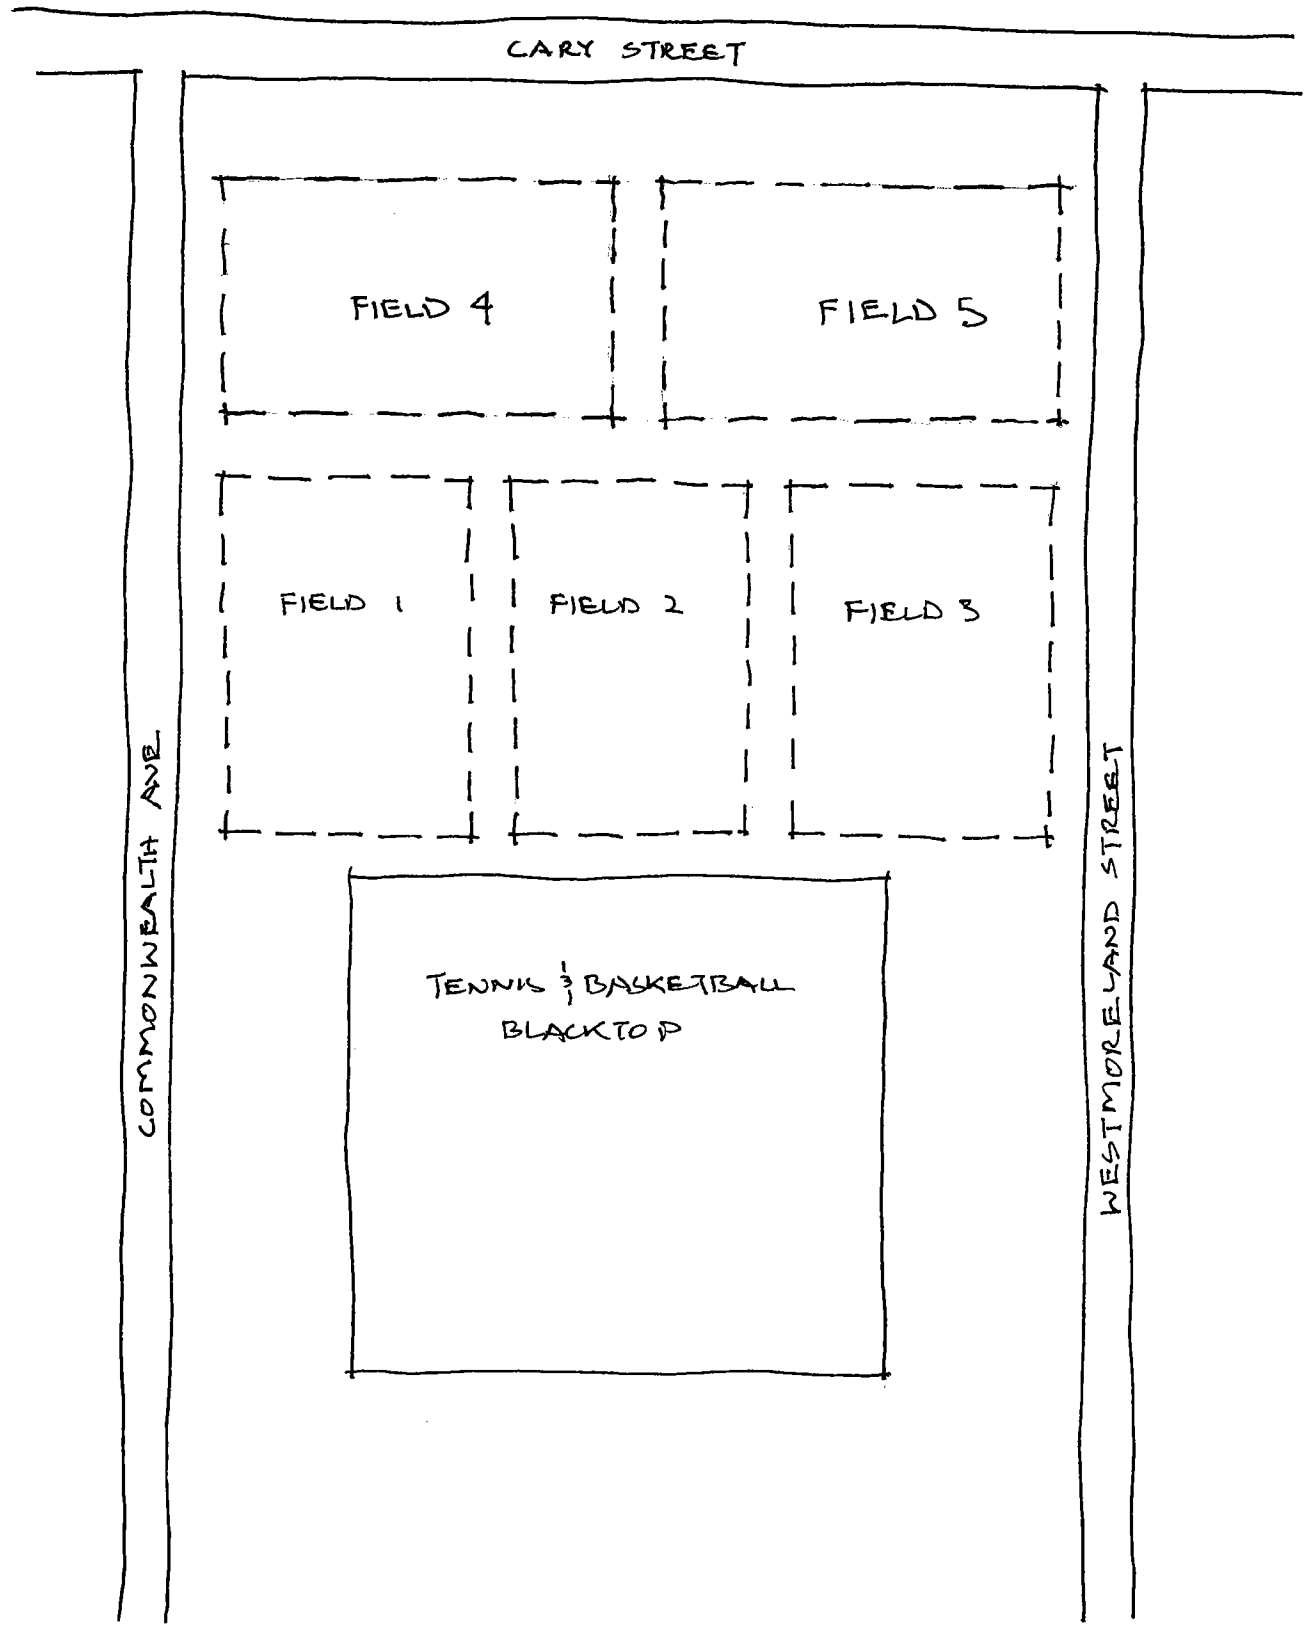 CARY STREET
FIELD 4
FIELD 5
FIELD 1
FIELD 2
FIELD 3
COMMONWEALTH AVE
WESTMORELAND STREET
TENNIS & BASKETBALL
BLACKTOP